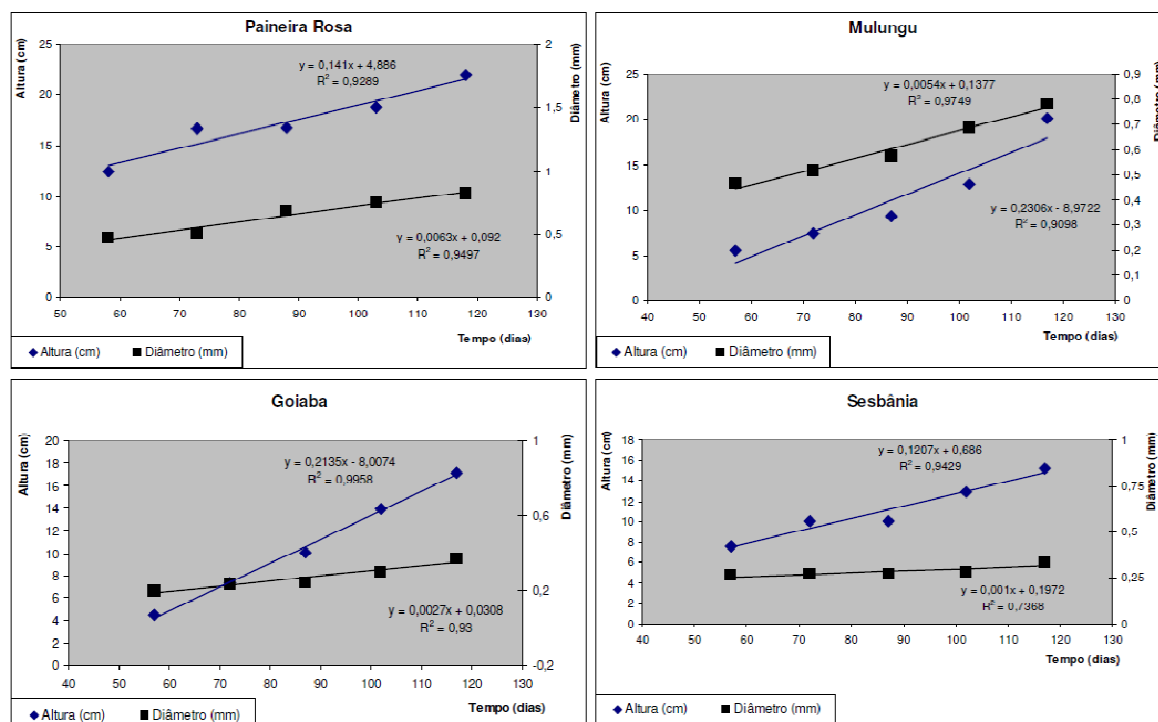 Paineira Rosa
Altura (cm)
25
20
15
10
5
0
2
1,5
1
0,5
0
Diâmetro (mm)
y = 0,141x + 4,886
R² = 0,9289
y = 0,0063x + 0,092
R² = 0,9497
50 60 70 80 90 100 110 120 130
Tempo (dias)
Altura (cm) Diâmetro (mm)
Mulungu
Altura (cm)
25
20
15
10
5
0
0,9
0,8
0,7
0,6
0,5
0,4
0,3
0,2
0,1
0
Diâmetro (mm)
y = 0,0054x + 0,1377
R² = 0,9749
y = 0,2306x - 8,9722
R² = 0,9098
40 50 60 70 80 90 100 110 120 130
Tempo (dias)
Altura (cm) Diâmetro (mm)
Goiaba
Altura (cm)
20
18
16
14
12
10
8
6
4
2
0
1
0,6
0,2
-0,2
Diâmetro (mm)
y = 0,2135x - 8,0074
R² = 0,9958
y = 0,0027x + 0,0308
R² = 0,93
40 50 60 70 80 90 100 110 120 130
Tempo (dias)
Altura (cm) Diâmetro (mm)
Sesbânia
Altura (cm)
18
16
14
12
10
8
6
4
2
0
1
0,75
0,5
0,25
0
Diâmetro (mm)
y = 0,1207x + 0,686
R² = 0,9429
y = 0,001x + 0,1972
R² = 0,7368
40 50 60 70 80 90 100 110 120 130
Tempo (dias)
Altura (cm) Diâmetro (mm)